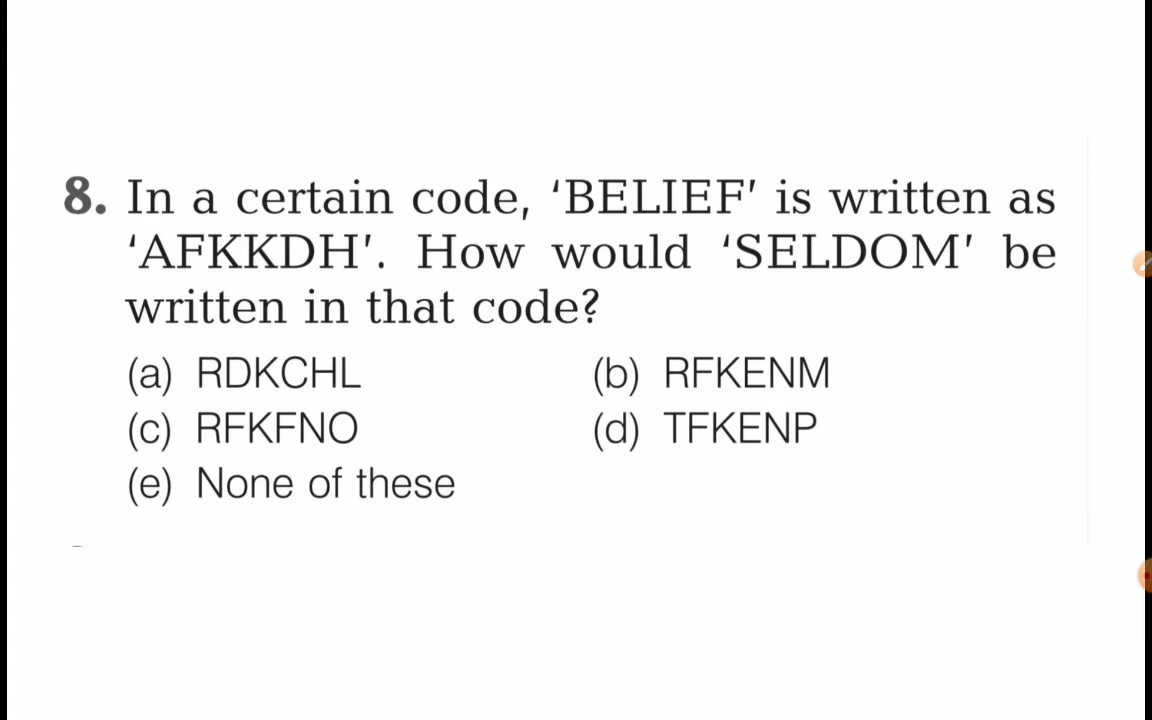 8. In a certain code, ‘BELIEF’ is written as
‘AFKKDH’. How would ‘SELDOM’ be
written in that code?
(a) RDKCHL (b) RFKENM
(c) RFKFNO (d) TFKENP
(e) None of these